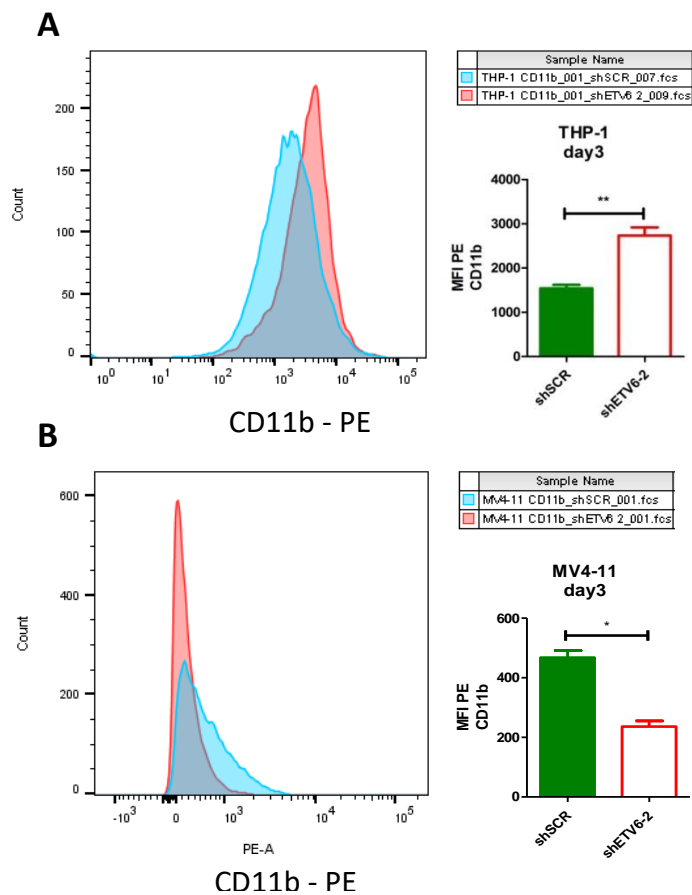 A
Sample Name
THP-1 CD11b_001_shSCR_007.fcs
THP-1 CD11b_001_shETV6 2_009.fcs
200
150
100
50
0
Count
10^0 10^1 10^2 10^3 10^4 10^5
CD11b - PE
THP-1
day3
4000
3000
2000
1000
0
MFI PE
CD11b
**
shSCR
shETV6-2
B
Sample Name
MV4-11 CD11b_shSCR_001.fcs
MV4-11 CD11b_shETV6 2_001.fcs
600
400
200
0
Count
-10^3 0 10^3 10^4 10^5
PE-A
CD11b - PE
MV4-11
day3
600
400
200
0
MFI PE
CD11b
*
shSCR
shETV6-2